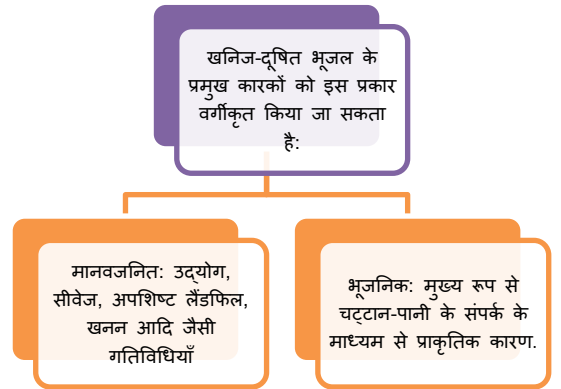 खनिज-दूषित भूजल के
प्रमुख कारकों को इस प्रकार
वर्गीकृत किया जा सकता
है:
मानवजनित: उद्योग,
सीवेज, अपशिष्ट लैंडफिल,
खनन आदि जैसी
गतिविधियाँ
भूजनिक: मुख्य रूप से
चट्टान-पानी के संपर्क के
माध्यम से प्राकृतिक कारण.